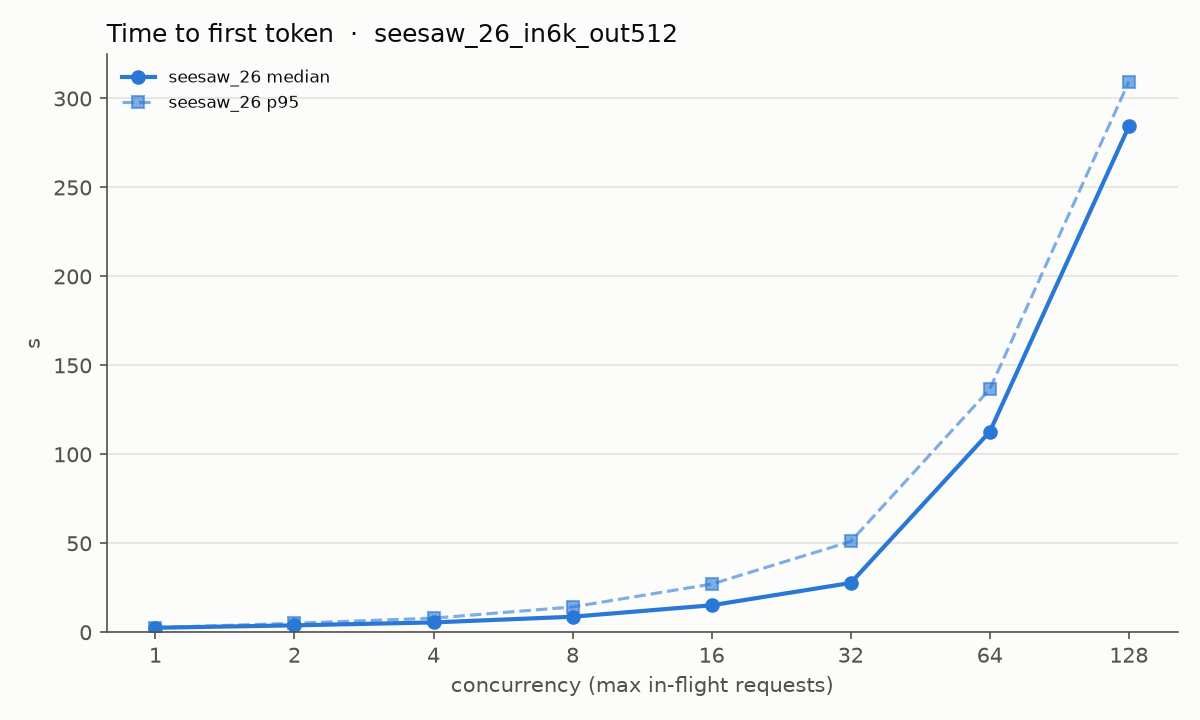 Time to first token · seesaw_26_in6k_out512
seesaw_26 median
seesaw_26 p95
300
250
200
150
100
50
0
s
1 2 4 8 16 32 64 128
concurrency (max in-flight requests)